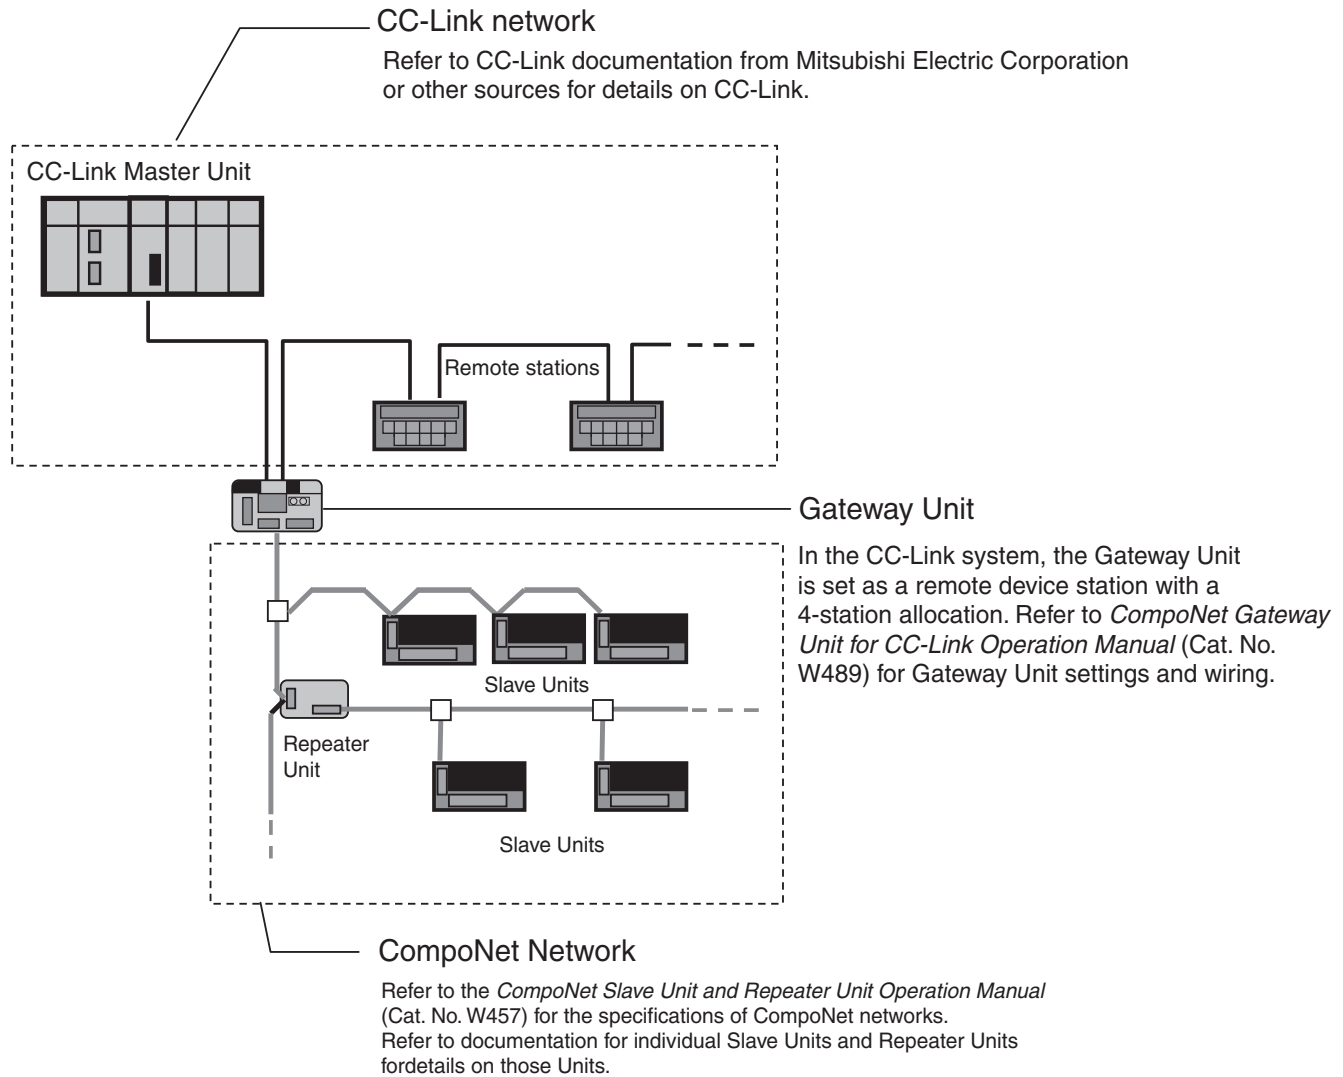 CC-Link network
Refer to CC-Link documentation from Mitsubishi Electric Corporation
or other sources for details on CC-Link.
CC-Link Master Unit
Remote stations
Gateway Unit
In the CC-Link system, the Gateway Unit
is set as a remote device station with a
4-station allocation. Refer to CompoNet Gateway
Unit for CC-Link Operation Manual (Cat. No.
W489) for Gateway Unit settings and wiring.
Slave Units
Repeater
Unit
Slave Units
CompoNet Network
Refer to the CompoNet Slave Unit and Repeater Unit Operation Manual
(Cat. No. W457) for the specifications of CompoNet networks.
Refer to documentation for individual Slave Units and Repeater Units
fordetails on those Units.